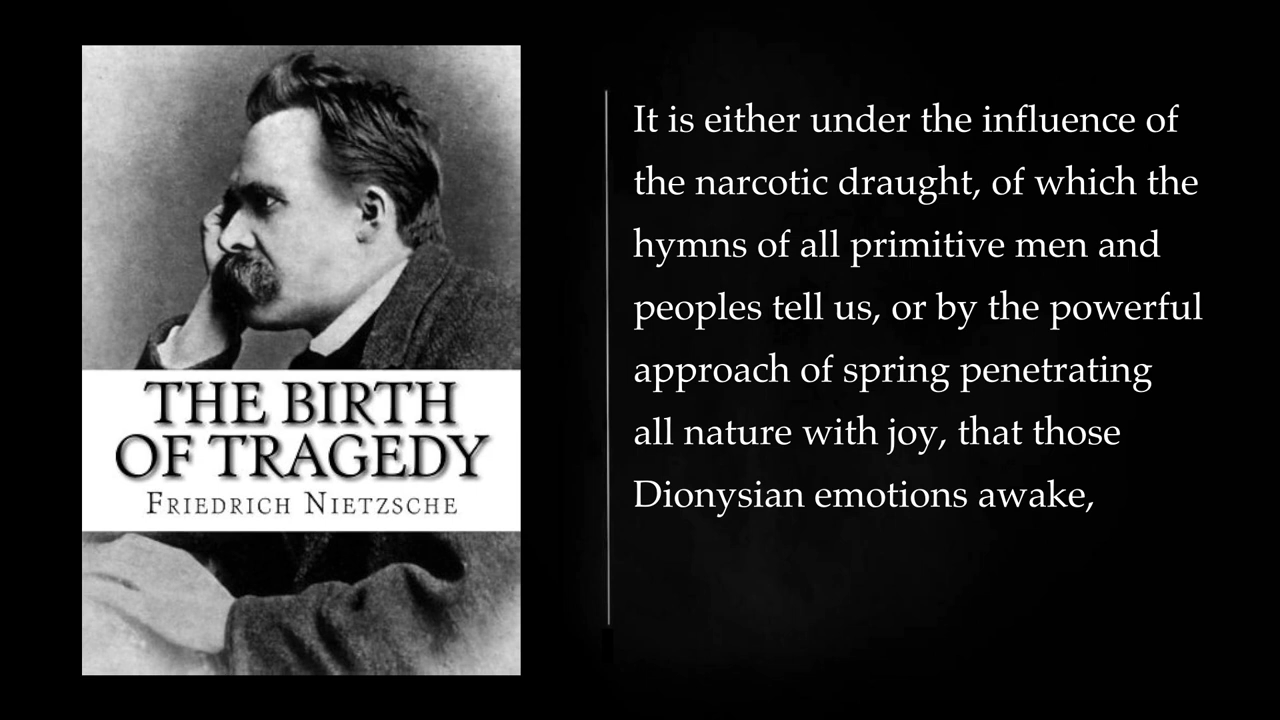 THE BIRTH
OF TRAGEDY
FRIEDRICH NIETZSCHE
It is either under the influence of
the narcotic draught, of which the
hymns of all primitive men and
peoples tell us, or by the powerful
approach of spring penetrating
all nature with joy, that those
Dionysian emotions awake,